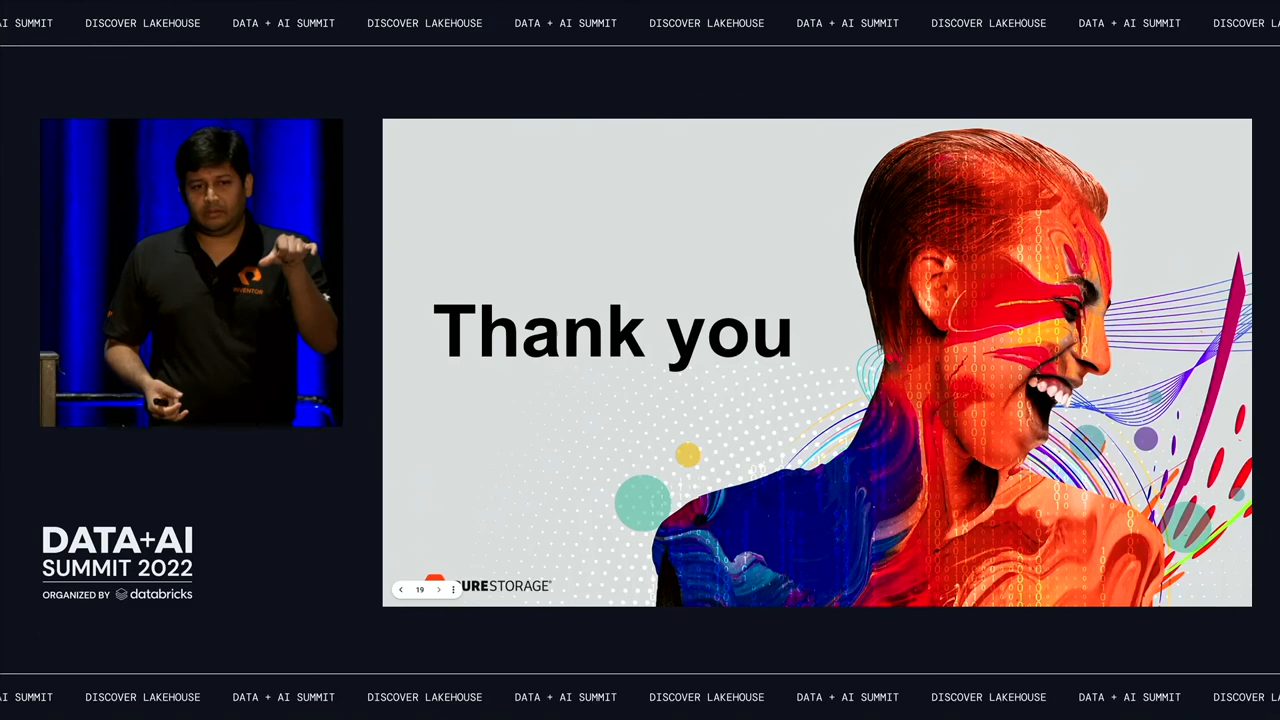 AI SUMMIT DISCOVER LAKEHOUSE DATA + AI SUMMIT DISCOVER LAKEHOUSE DATA + AI SUMMIT DISCOVER LAKEHOUSE DATA + AI SUMMIT DISCOVER LAKEHOUSE DATA + AI SUMMIT DISCOVER
INVENTOR
Thank you
DATA+AI
SUMMIT 2022
ORGANIZED BY databricks
19
URESTORAGE
AI SUMMIT DISCOVER LAKEHOUSE DATA + AI SUMMIT DISCOVER LAKEHOUSE DATA + AI SUMMIT DISCOVER LAKEHOUSE DATA + AI SUMMIT DISCOVER LAKEHOUSE DATA + AI SUMMIT DISCOVER